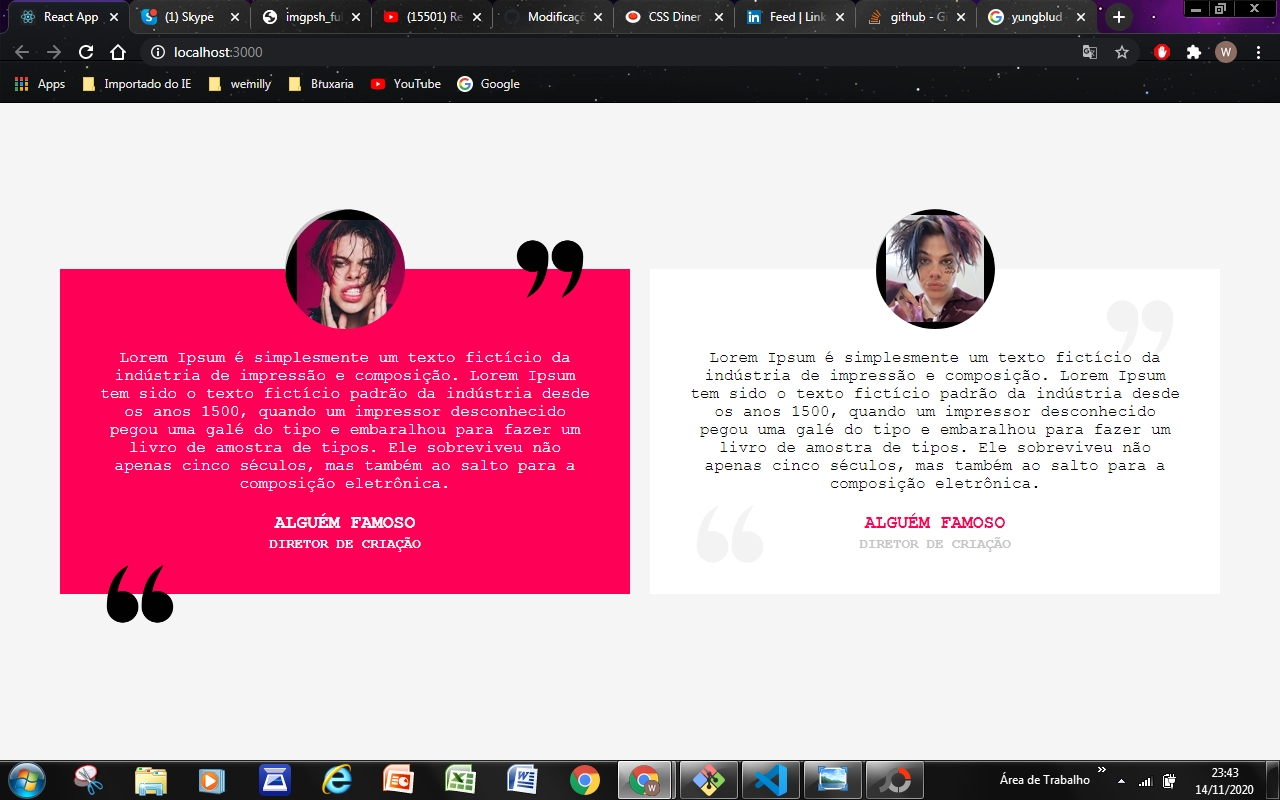 React App
(1) Skype
imgpsh_ful
(15501) Re
Modificaçõ
CSS Diner
Feed | Link
github - Gi
yungblud -
localhost:3000
W
Apps
Importado do IE
wemilly
Bruxaria
YouTube
Google
Lorem Ipsum é simplesmente um texto fictício da
indústria de impressão e composição. Lorem Ipsum
tem sido o texto fictício padrão da indústria desde
os anos 1500, quando um impressor desconhecido
pegou uma galé do tipo e embaralhou para fazer um
livro de amostra de tipos. Ele sobreviveu não
apenas cinco séculos, mas também ao salto para a
composição eletrônica.
ALGUÉM FAMOSO
DIRETOR DE CRIAÇÃO
Lorem Ipsum é simplesmente um texto fictício da
indústria de impressão e composição. Lorem Ipsum
tem sido o texto fictício padrão da indústria desde
os anos 1500, quando um impressor desconhecido
pegou uma galé do tipo e embaralhou para fazer um
livro de amostra de tipos. Ele sobreviveu não
apenas cinco séculos, mas também ao salto para a
composição eletrônica.
ALGUÉM FAMOSO
DIRETOR DE CRIAÇÃO
Área de Trabalho
23:43
14/11/2020